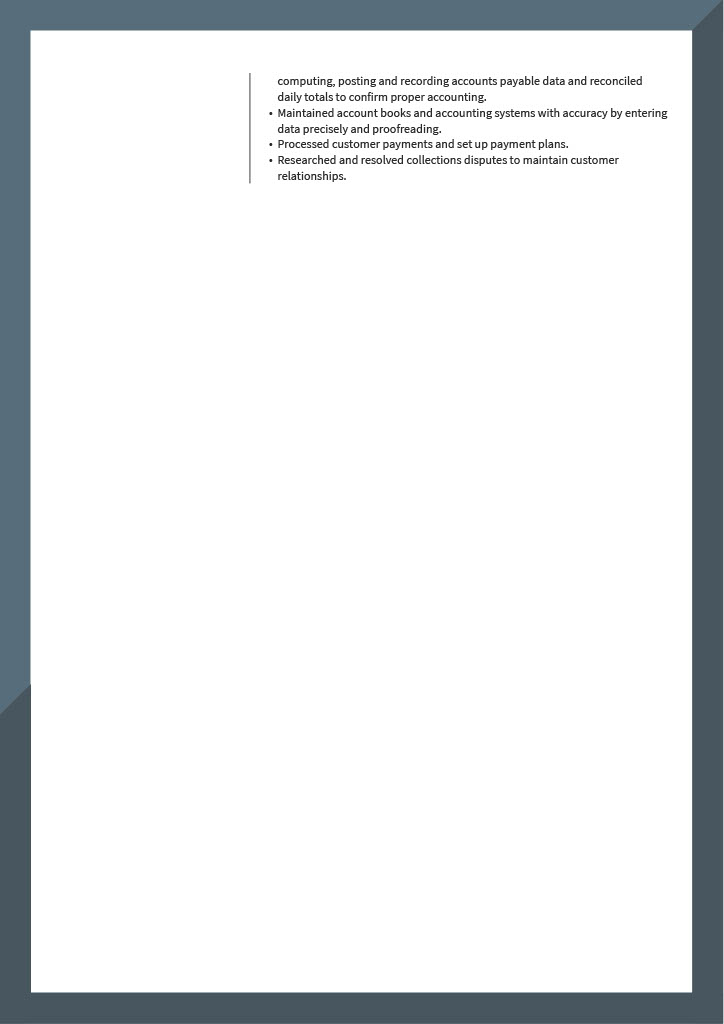 computing, posting and recording accounts payable data and reconciled
daily totals to confirm proper accounting.
• Maintained account books and accounting systems with accuracy by entering
data precisely and proofreading.
• Processed customer payments and set up payment plans.
• Researched and resolved collections disputes to maintain customer
relationships.